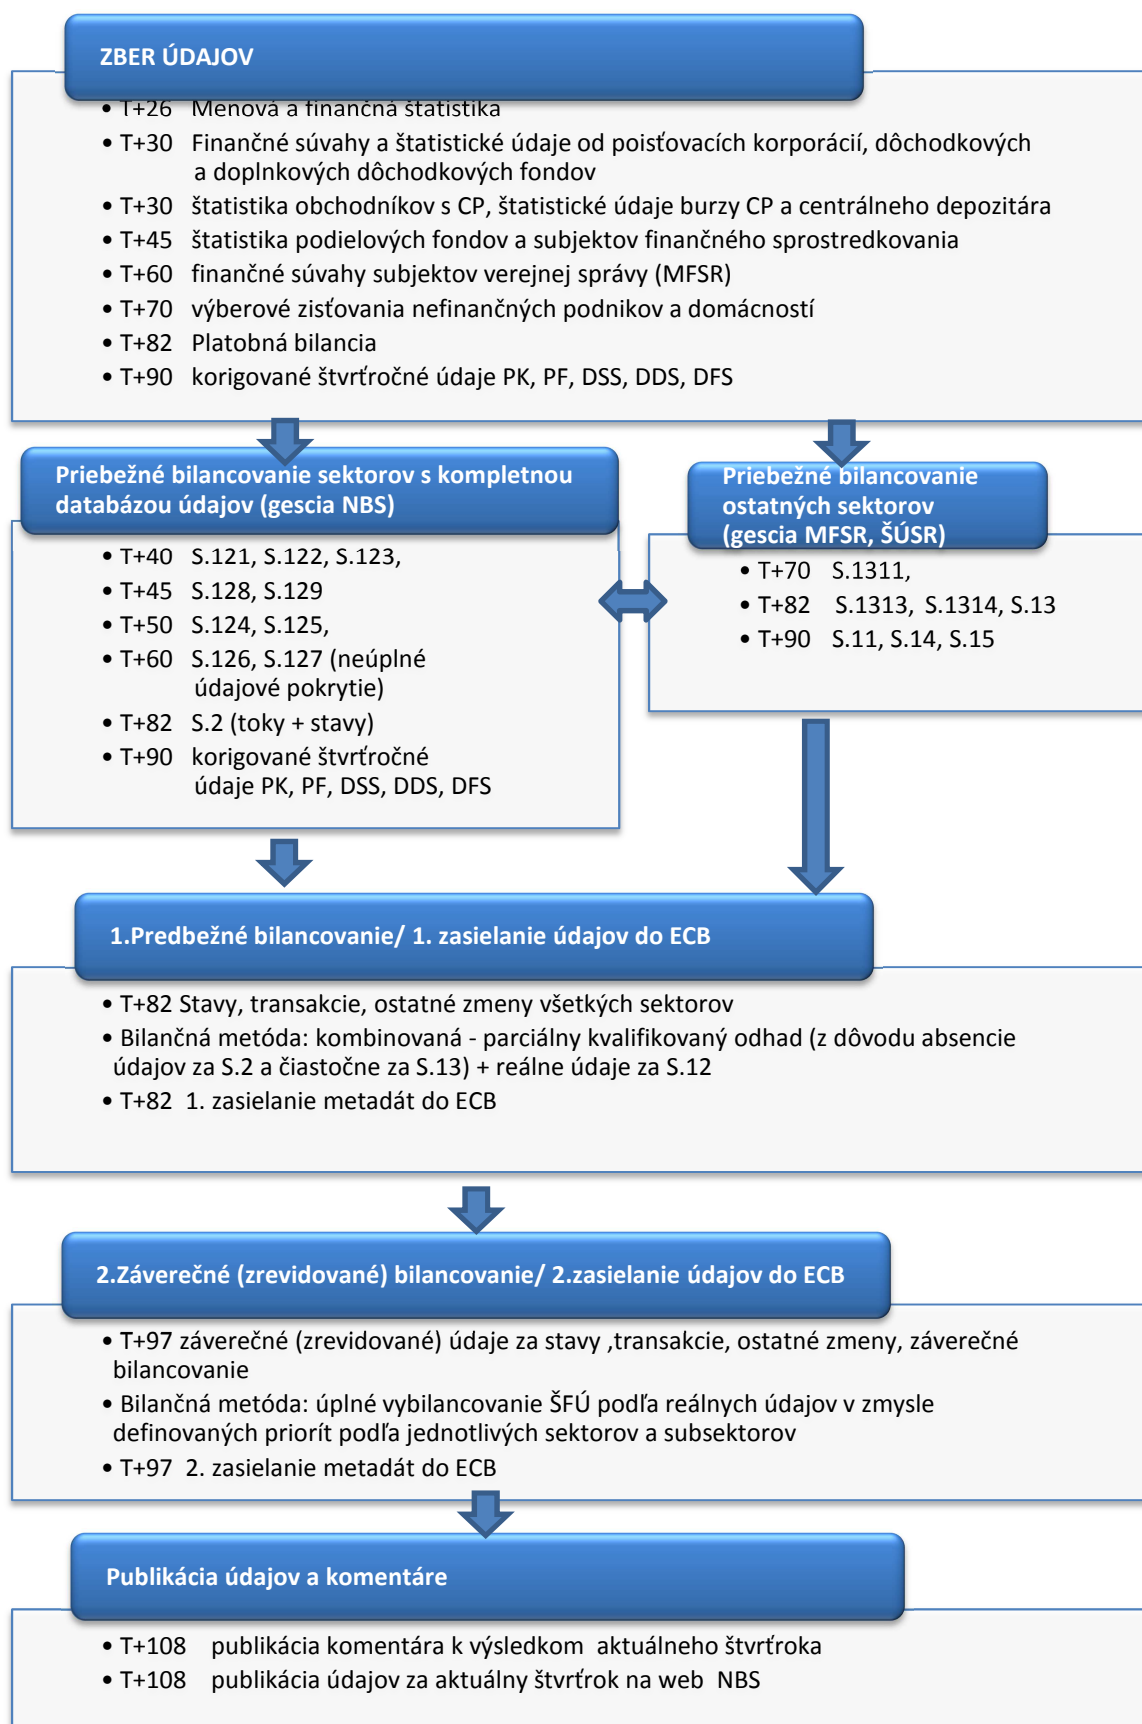 ZBER ÚDAJOV
• T+26 Menová a finančná štatistika
• T+30 Finančné súvahy a štatistické údaje od poisťovacích korporácií, dôchodkových
a doplnkových dôchodkových fondov
• T+30 štatistika obchodníkov s CP, štatistické údaje burzy CP a centrálneho depozitára
• T+45 štatistika podielových fondov a subjektov finančného sprostredkovania
• T+60 finančné súvahy subjektov verejnej správy (MFSR)
• T+70 výberové zisťovania nefinančných podnikov a domácností
• T+82 Platobná bilancia
• T+90 korigované štvrťročné údaje PK, PF, DSS, DDS, DFS
Priebežné bilancovanie sektorov s kompletnou
databázou údajov (gescia NBS)
• T+40 S.121, S.122, S.123,
• T+45 S.128, S.129
• T+50 S.124, S.125,
• T+60 S.126, S.127 (neúplné
údajové pokrytie)
• T+82 S.2 (toky + stavy)
• T+90 korigované štvrťročné
údaje PK, PF, DSS, DDS, DFS
Priebežné bilancovanie
ostatných sektorov
(gescia MFSR, ŠÚSR)
• T+70 S.1311,
• T+82 S.1313, S.1314, S.13
• T+90 S.11, S.14, S.15
1.Predbežné bilancovanie/ 1. zasielanie údajov do ECB
• T+82 Stavy, transakcie, ostatné zmeny všetkých sektorov
• Bilančná metóda: kombinovaná - parciálny kvalifikovaný odhad (z dôvodu absencie
údajov za S.2 a čiastočne za S.13) + reálne údaje za S.12
• T+82 1. zasielanie metadát do ECB
2.Záverečné (zrevidované) bilancovanie/ 2.zasielanie údajov do ECB
• T+97 záverečné (zrevidované) údaje za stavy ,transakcie, ostatné zmeny, záverečné
bilancovanie
• Bilančná metóda: úplné vybilancovanie ŠFÚ podľa reálnych údajov v zmysle
definovaných priorít podľa jednotlivých sektorov a subsektorov
• T+97 2. zasielanie metadát do ECB
Publikácia údajov a komentáre
• T+108 publikácia komentára k výsledkom aktuálneho štvrťroka
• T+108 publikácia údajov za aktuálny štvrťrok na web NBS